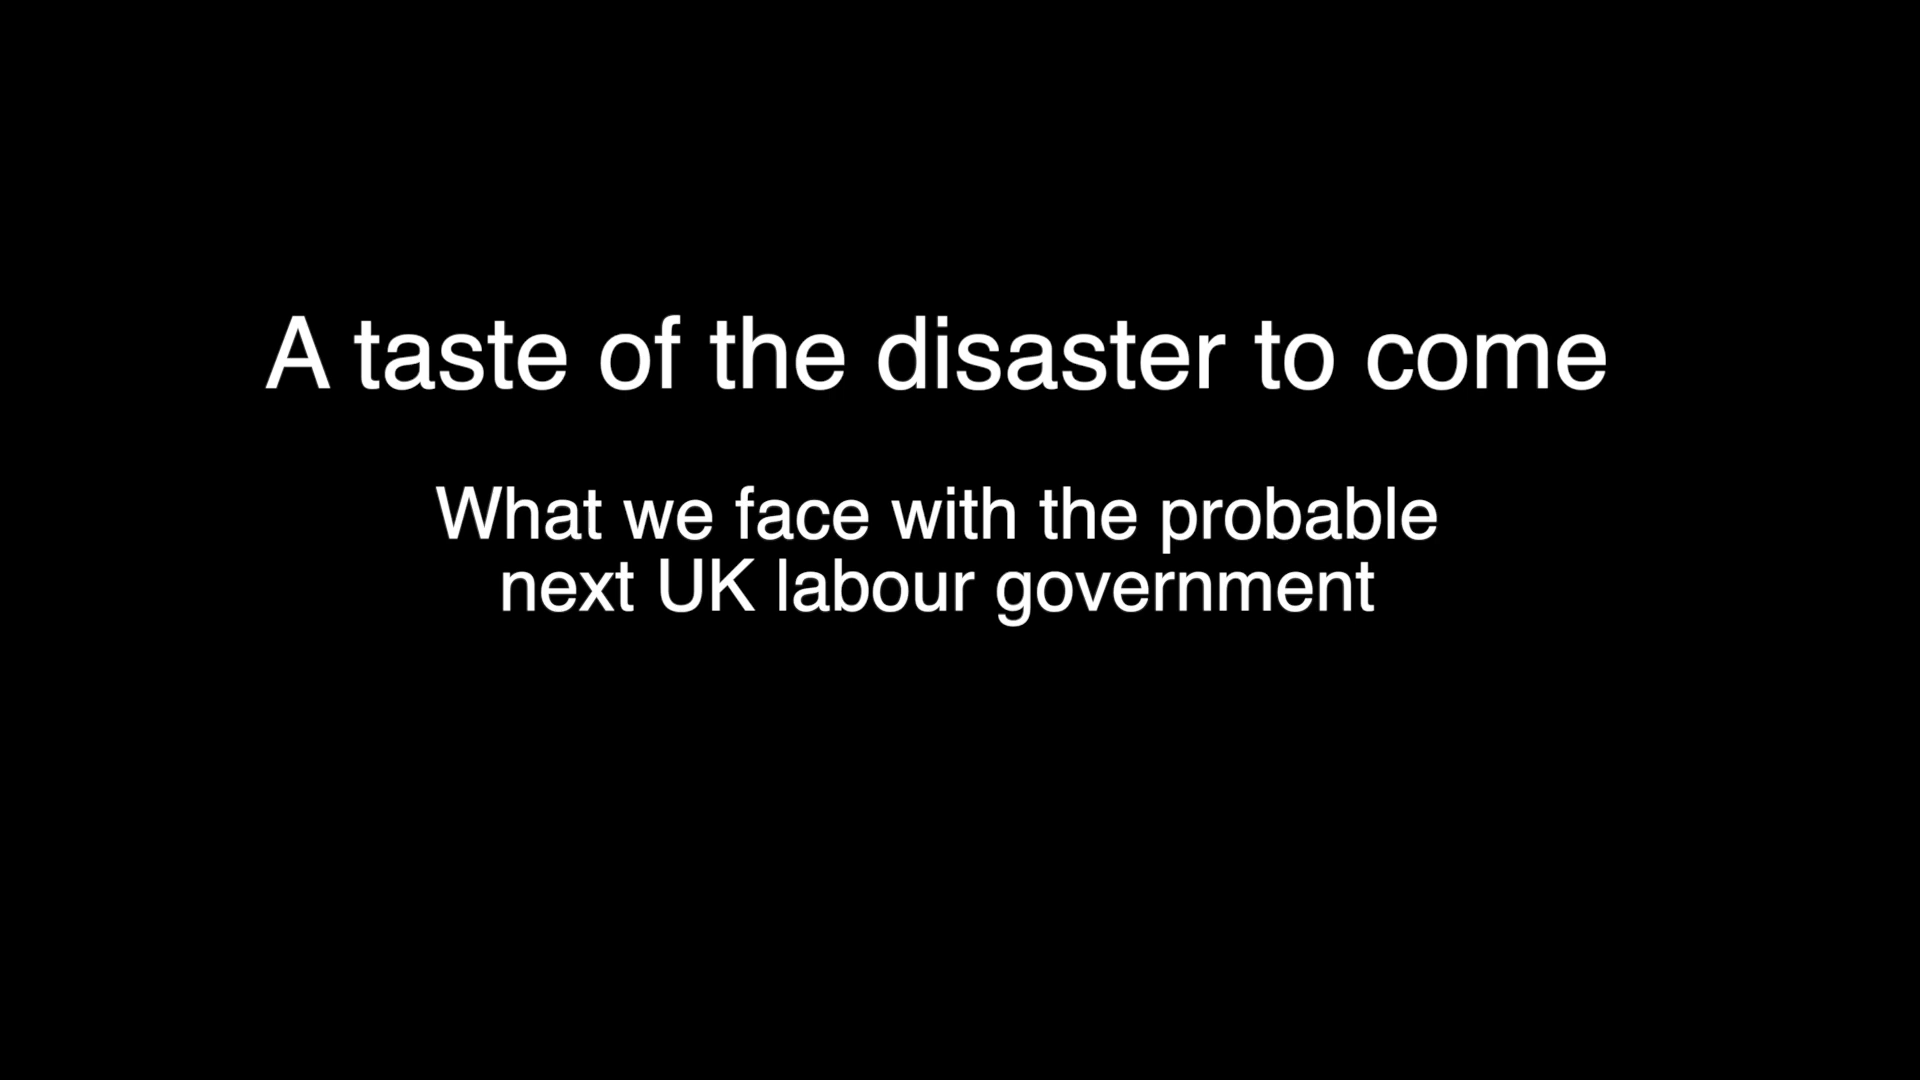 A taste of the disaster to come
What we face with the probable
next UK labour government